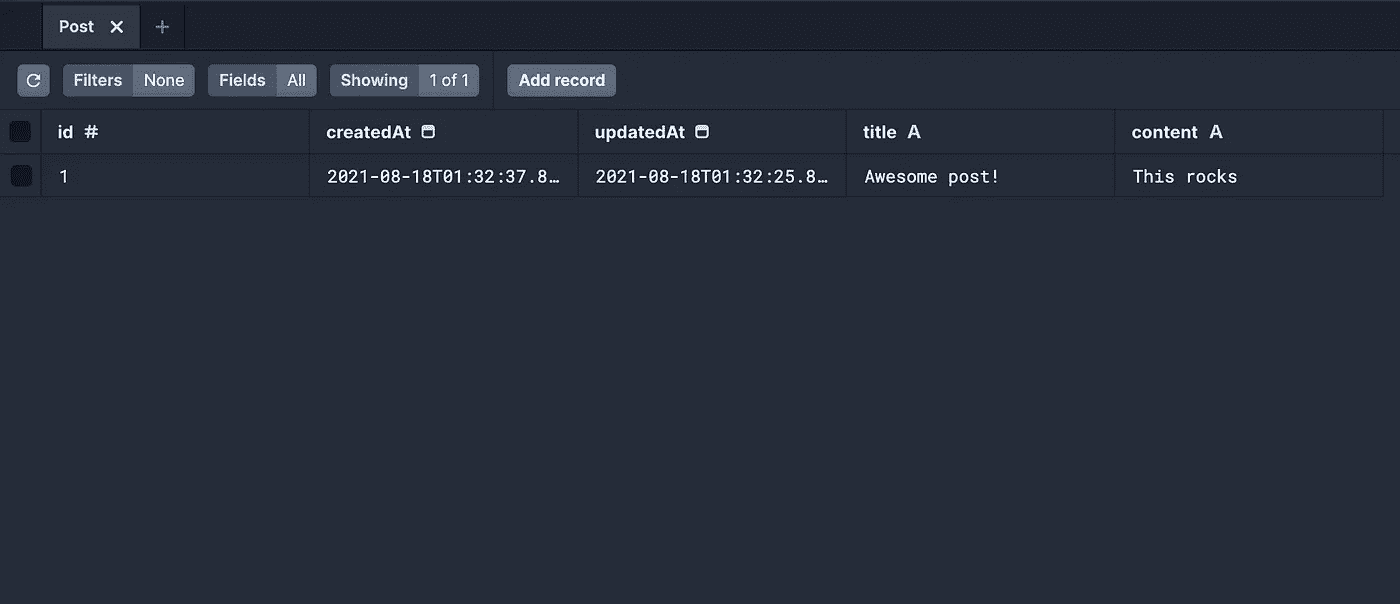 Post
Filters None Fields All Showing 1 of 1 Add record
id # createdAt updatedAt title A content A
1 2021-08-18T01:32:37.8… 2021-08-18T01:32:25.8… Awesome post! This rocks